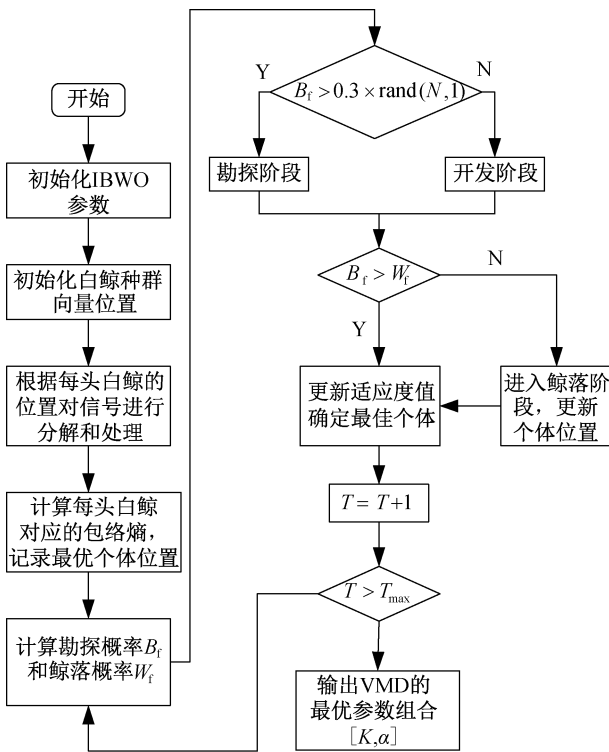 开始
初始化IBWO
参数
初始化白鲸种群
向量位置
根据每头白鲸的
位置对信号进行
分解和处理
计算每头白鲸
对应的包络熵，
记录最优个体位置
计算勘探概率B_f
和鲸落概率W_f
Y
B_f>0.3×rand(N,1)
N
勘探阶段
开发阶段
B_f>W_f
N
Y
更新适应度值
确定最佳个体
进入鲸落阶
段，更新
个体位置
T=T+1
T>T_max
输出VMD的
最优参数组合
[K,α]